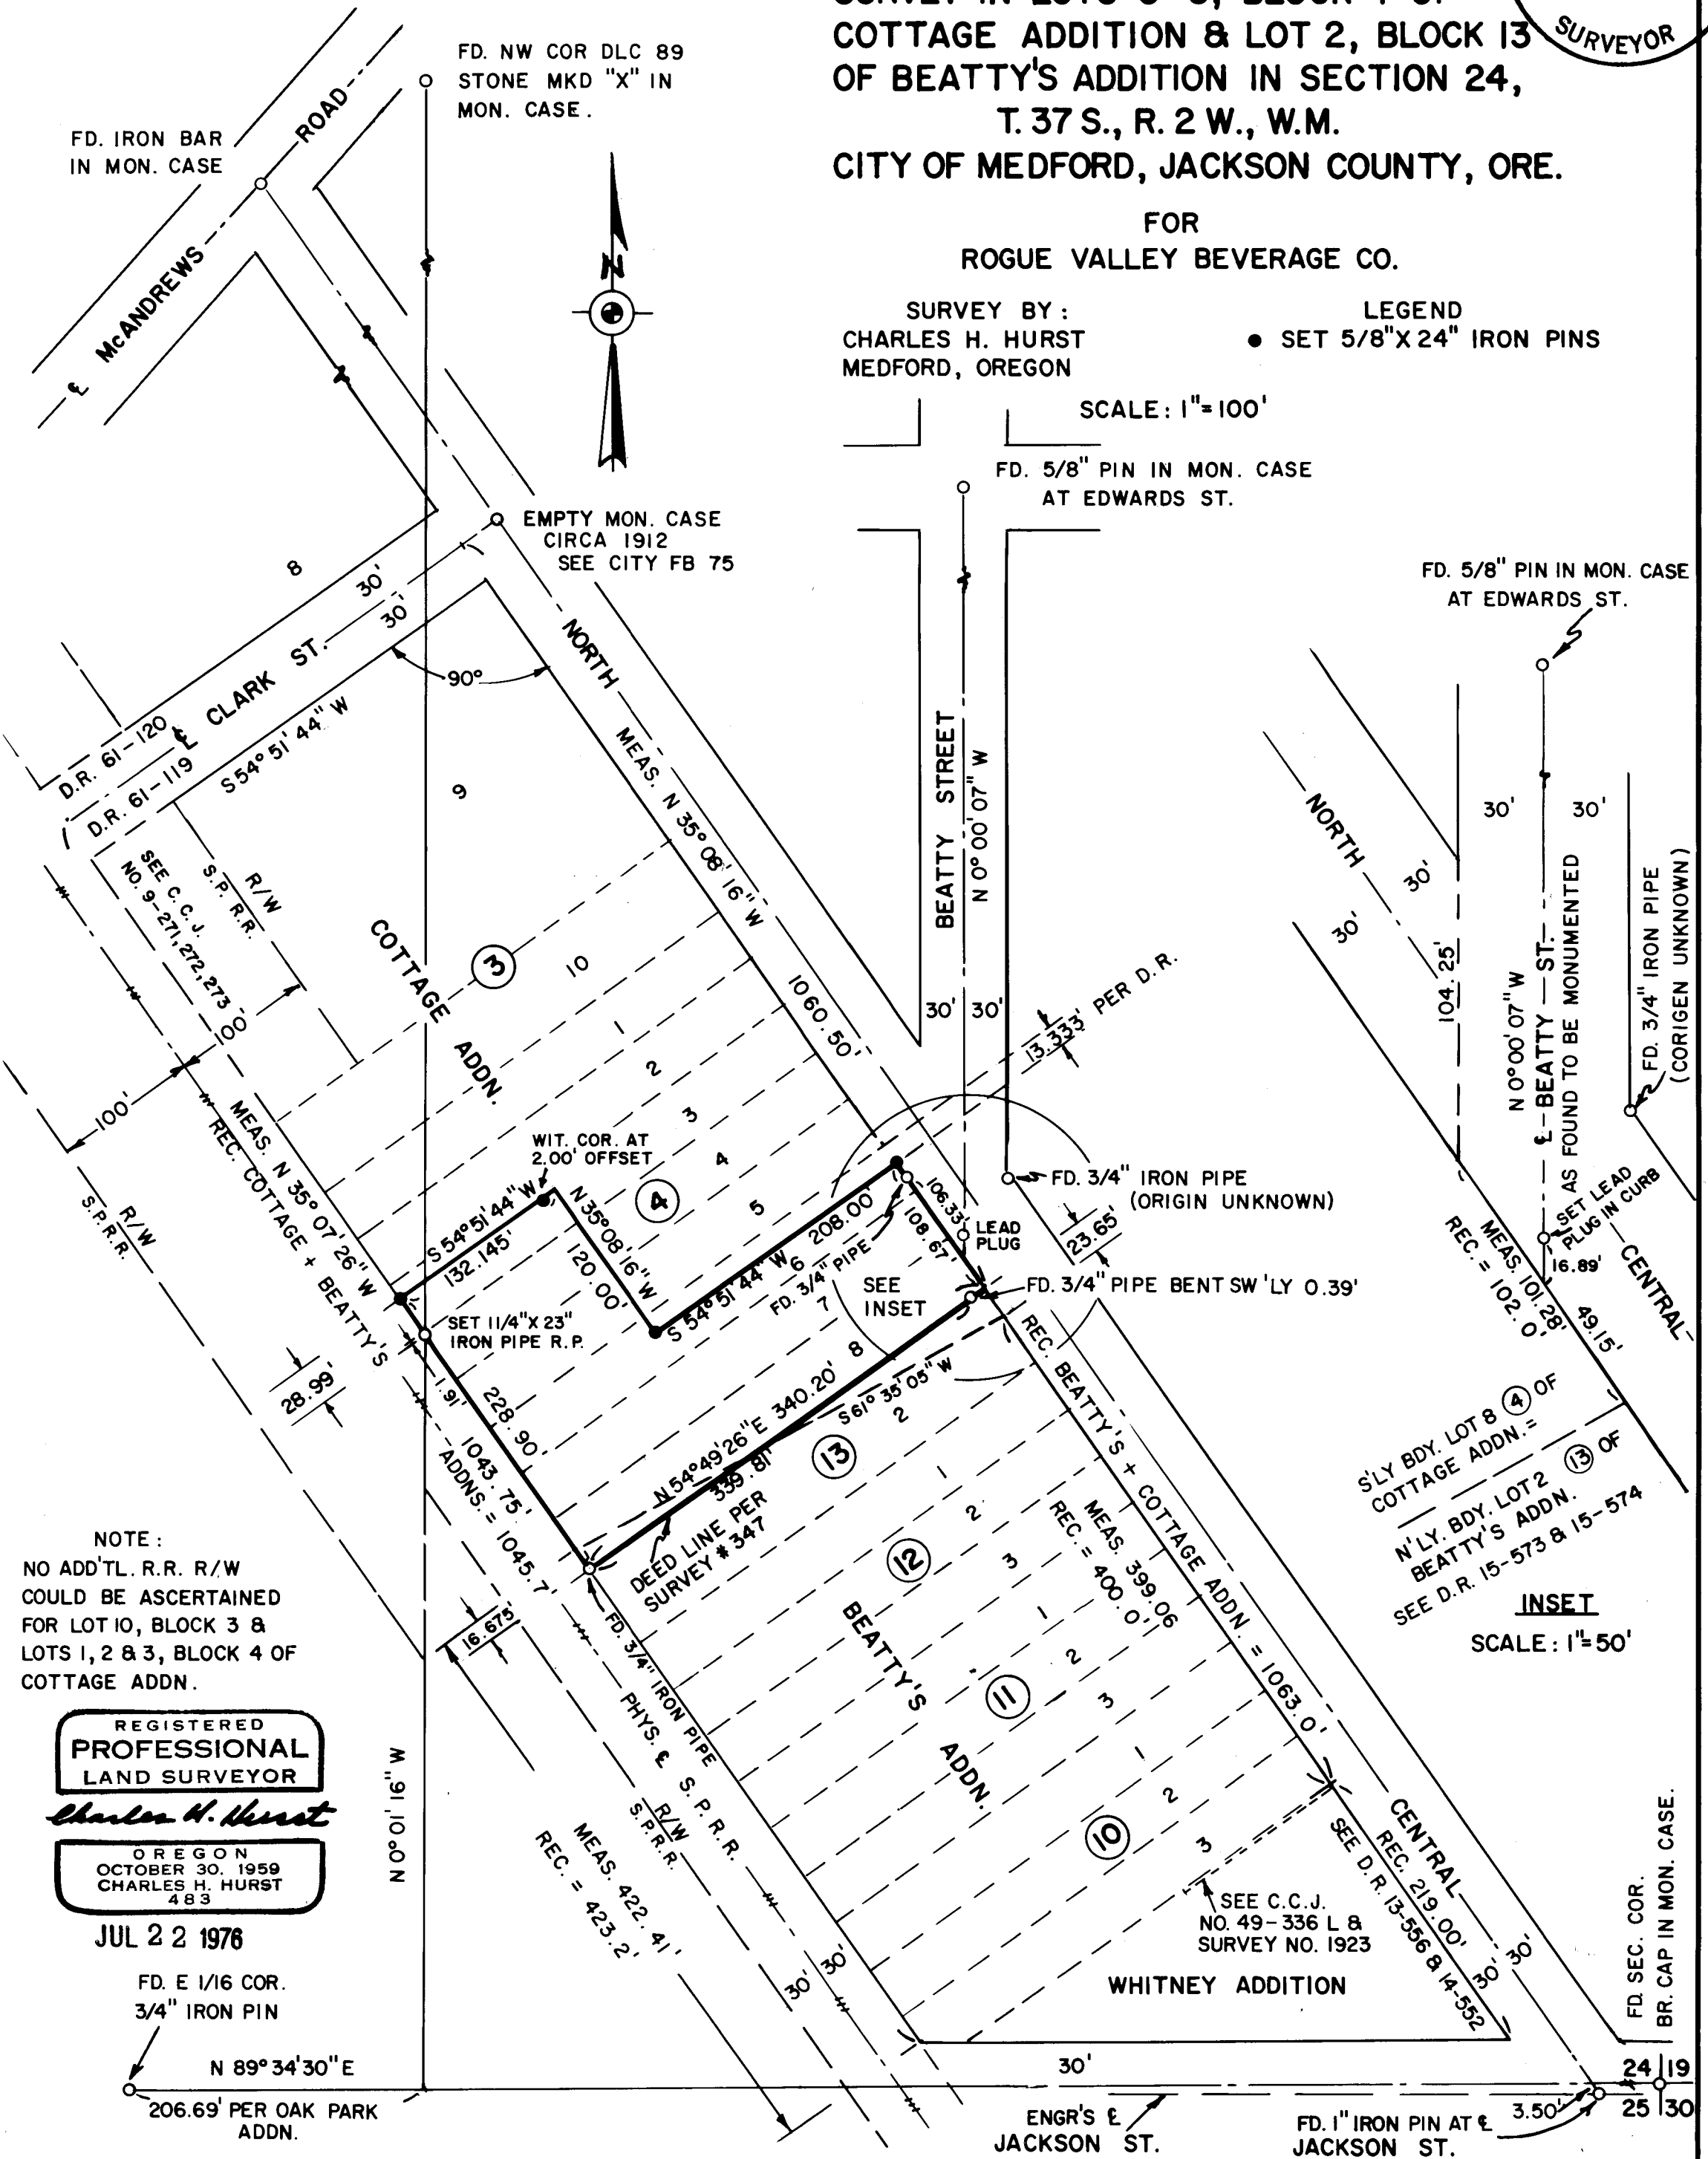 COTTAGE ADDITION & LOT 2, BLOCK 13
OF BEATTY'S ADDITION IN SECTION 24,
T. 37 S., R. 2 W., W.M.
CITY OF MEDFORD, JACKSON COUNTY, ORE.
SURVEYOR
FOR
ROGUE VALLEY BEVERAGE CO.
SURVEY BY:
CHARLES H. HURST
MEDFORD, OREGON
LEGEND
● SET 5/8"X 24" IRON PINS
SCALE: 1"=100'
FD. NW COR DLC 89
STONE MKD "X" IN
MON. CASE.
FD. IRON BAR
IN MON. CASE
℄ McANDREWS ROAD
N
FD. 5/8" PIN IN MON. CASE
AT EDWARDS ST.
EMPTY MON. CASE
CIRCA 1912
SEE CITY FB 75
FD. 5/8" PIN IN MON. CASE
AT EDWARDS ST.
8
30'
30'
D.R. 61-120
℄ CLARK ST.
D.R. 61-119
S 54° 51' 44" W
90°
NORTH
MEAS. N 35° 08' 16" W
1060.50'
BEATTY STREET
N 0° 00' 07" W
30'
30'
13.333' PER D.R.
9
SEE C.C.J.
NO. 9-271,272,273
R/W
S.P. R.R.
100'
100'
COTTAGE
ADDN.
3
10
1
2
3
4
5
6
7
8
4
MEAS. N 35° 07' 26" W
REC. COTTAGE + BEATTY'S
R/W
S.P.R.R.
WIT. COR. AT
2.00' OFFSET
S 54° 51' 44" W
132.145'
N 35° 08' 16" W
120.00'
S 54° 51' 44" W
208.00'
FD. 3/4" PIPE
106.33'
108.67'
LEAD
PLUG
SEE
INSET
FD. 3/4" IRON PIPE
(ORIGIN UNKNOWN)
23.65'
FD. 3/4" PIPE BENT SW'LY 0.39'
SET 1 1/4"X 23"
IRON PIPE R.P.
28.99'
1.91'
228.90'
1043.75'
ADDNS. = 1045.7'
N 54° 49' 26" E 340.20'
339.81'
S 61° 35' 05" W
DEED LINE PER
SURVEY # 347
13
2
1
12
2
3
1
11
2
3
1
10
2
3
REC. BEATTY'S + COTTAGE ADDN. = 1063.0'
MEAS. 399.06
REC. = 400.0'
BEATTY'S
ADDN.
FD. 3/4" IRON PIPE
PHYS. ℄ S.P.R.R.
R/W
S.P.R.R.
16.675'
MEAS. 422.41'
REC. = 423.2'
30'
30'
CENTRAL
REC. 219.00'
SEE D.R. 13-556 & 14-552
30'
30'
SEE C.C.J.
NO. 49-336 L &
SURVEY NO. 1923
WHITNEY ADDITION
NORTH
30'
30'
30'
30'
104.25'
N 0° 00' 07" W
℄ BEATTY ST.
AS FOUND TO BE MONUMENTED
FD. 3/4" IRON PIPE
(CORIGEN UNKNOWN)
SET LEAD
PLUG IN CURB
16.89'
MEAS. 101.28'
REC. = 102.0'
49.15'
CENTRAL
S'LY BDY. LOT 8 4 OF
COTTAGE ADDN. =
N'LY. BDY. LOT 2 13 OF
BEATTY'S ADDN.
SEE D.R. 15-573 & 15-574
INSET
SCALE: 1"=50'
NOTE:
NO ADD'TL. R.R. R/W
COULD BE ASCERTAINED
FOR LOT 10, BLOCK 3 &
LOTS 1, 2 & 3, BLOCK 4 OF
COTTAGE ADDN.
REGISTERED
PROFESSIONAL
LAND SURVEYOR
Charles H. Hurst
OREGON
OCTOBER 30. 1959
CHARLES H. HURST
483
JUL 22 1976
N 0° 01' 16" W
FD. E 1/16 COR.
3/4" IRON PIN
N 89° 34' 30" E
206.69' PER OAK PARK
ADDN.
30'
ENGR'S ℄
JACKSON ST.
FD. 1" IRON PIN AT ℄
JACKSON ST.
3.50'
FD. SEC. COR.
BR. CAP IN MON. CASE.
24 19
25 30